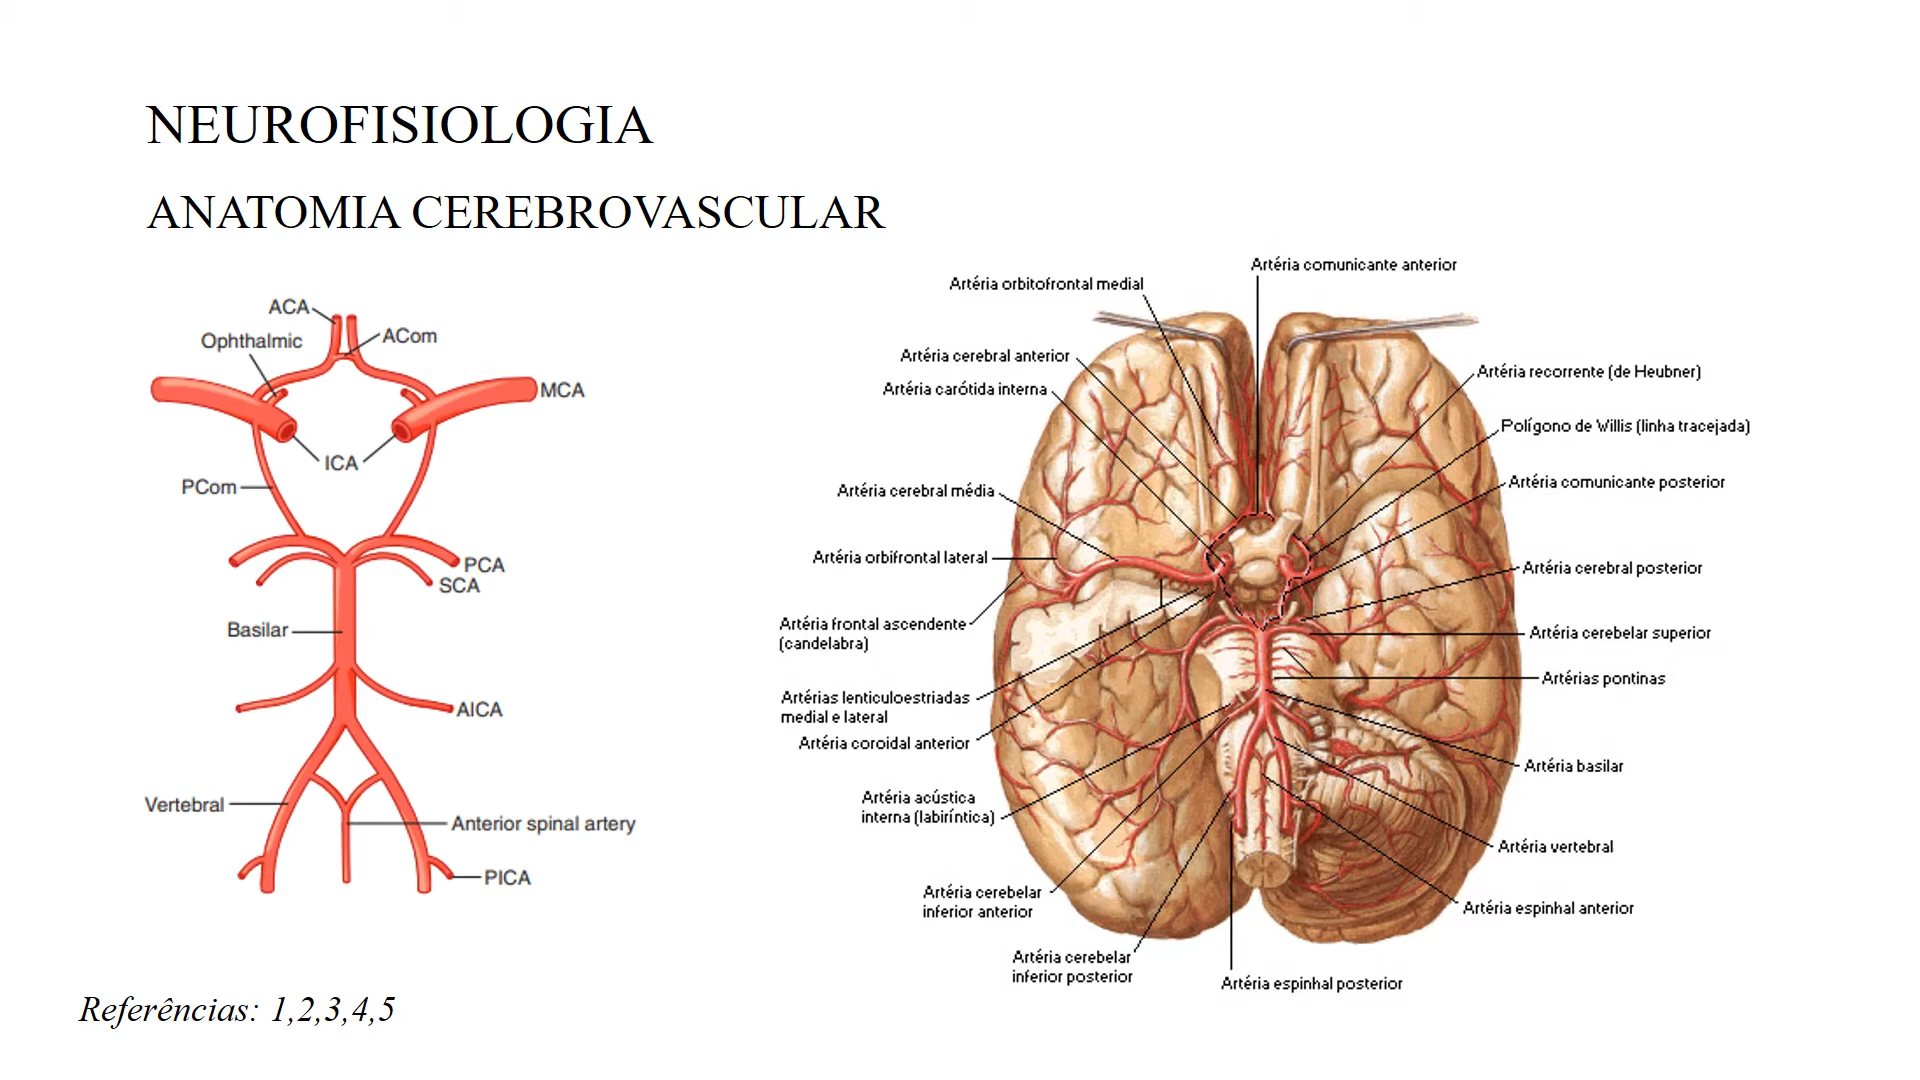 NEUROFISIOLOGIA
ANATOMIA CEREBROVASCULAR
ACA
Ophthalmic
ACom
MCA
ICA
PCom
PCA
SCA
Basilar
AICA
Vertebral
Anterior spinal artery
PICA
Artéria comunicante anterior
Artéria orbitofrontal medial
Artéria cerebral anterior
Artéria carótida interna
Artéria recorrente (de Heubner)
Polígono de Willis (linha tracejada)
Artéria cerebral média
Artéria comunicante posterior
Artéria orbifrontal lateral
Artéria cerebral posterior
Artéria frontal ascendente
(candelabra)
Artéria cerebelar superior
Artérias pontinas
Artérias lenticuloestriadas
medial e lateral
Artéria coroidal anterior
Artéria basilar
Artéria acústica
interna (labiríntica)
Artéria vertebral
Artéria cerebelar
inferior anterior
Artéria espinhal anterior
Artéria cerebelar
inferior posterior
Artéria espinhal posterior
Referências: 1,2,3,4,5